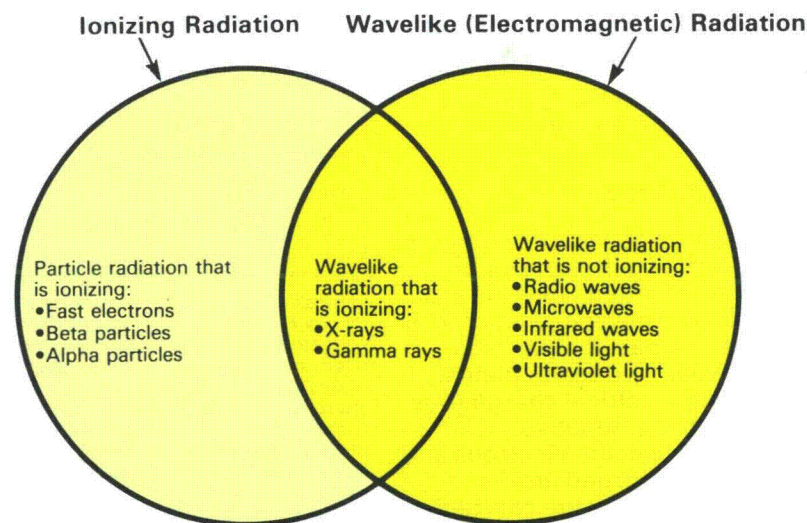 Ionizing Radiation
Wavelike (Electromagnetic) Radiation
Particle radiation that
is ionizing:
•Fast electrons
•Beta particles
•Alpha particles
Wavelike
radiation that
is ionizing:
•X-rays
•Gamma rays
Wavelike radiation
that is not ionizing:
•Radio waves
•Microwaves
•Infrared waves
•Visible light
•Ultraviolet light